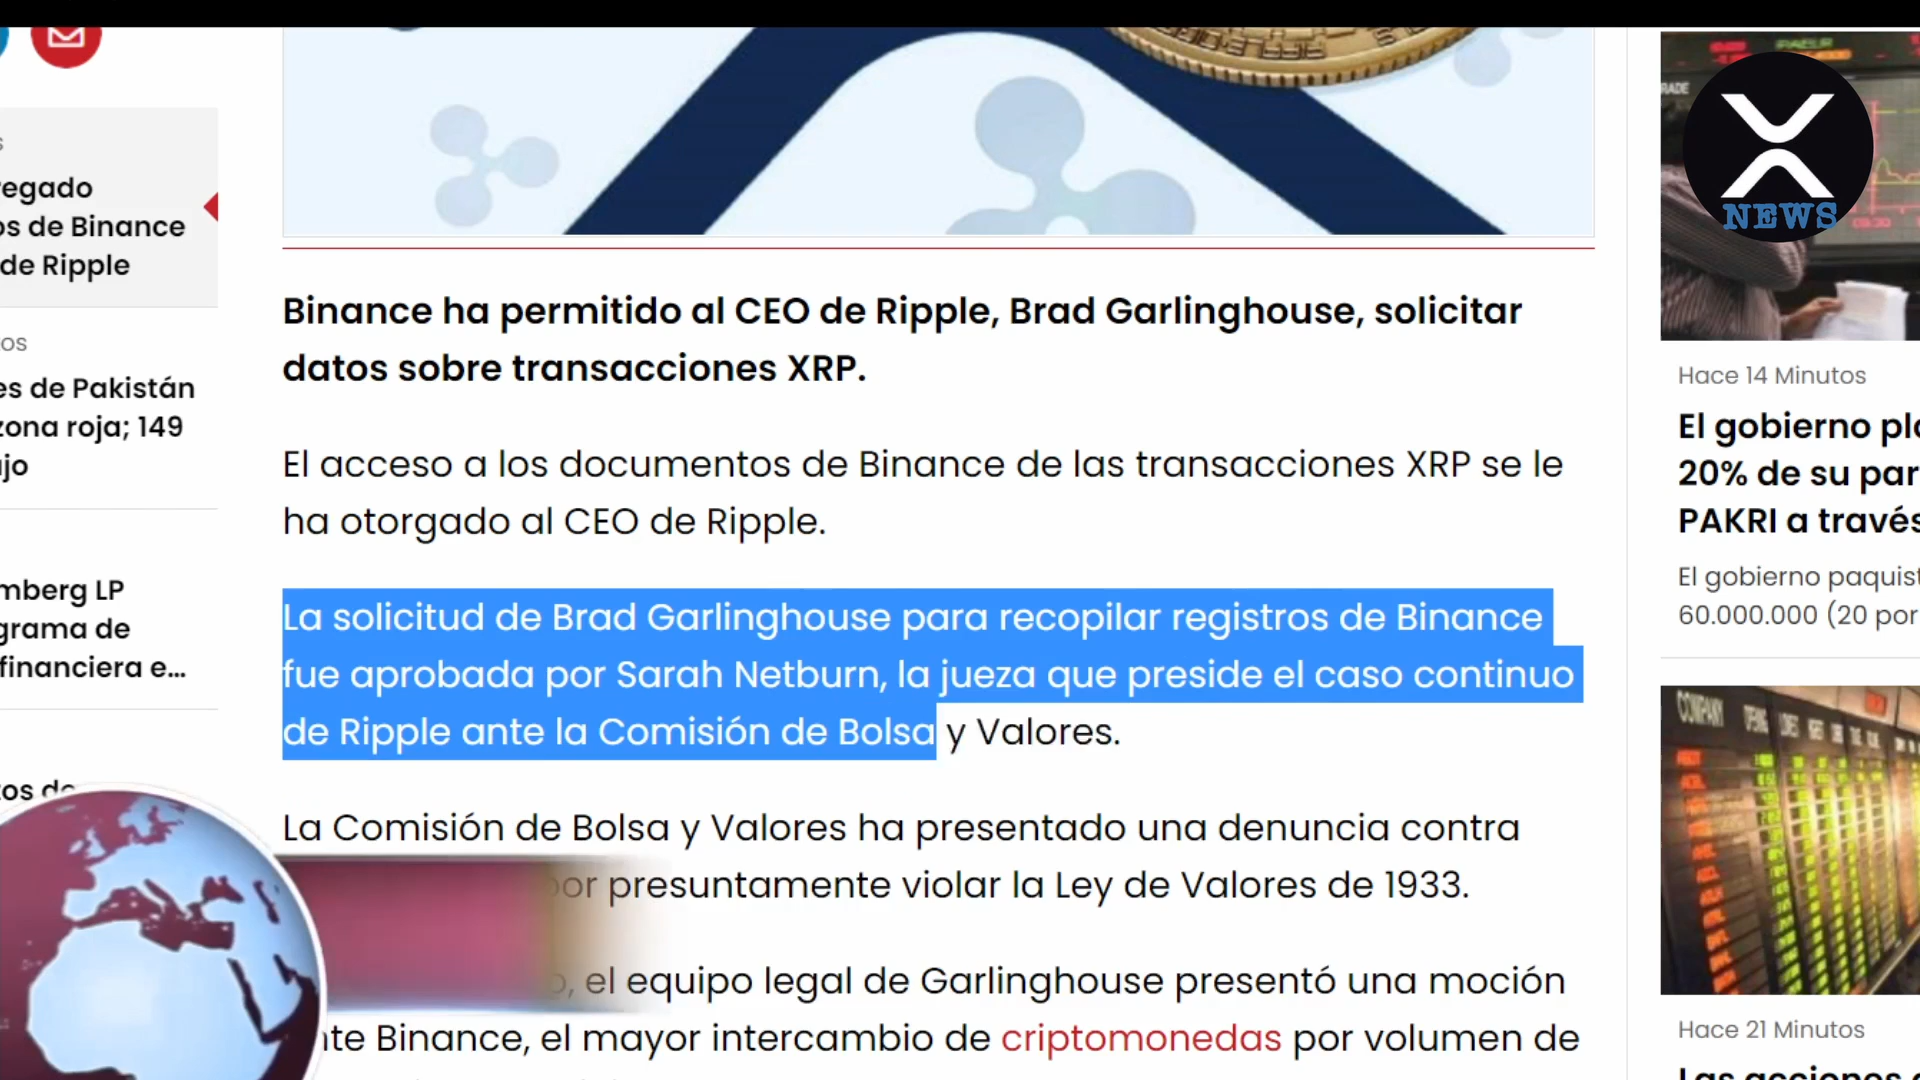 regado
os de Binance
de Ripple
os
es de Pakistán
zona roja; 149
ajo
mberg LP
grama de
financiera e...
tos de
Binance ha permitido al CEO de Ripple, Brad Garlinghouse, solicitar
datos sobre transacciones XRP.
El acceso a los documentos de Binance de las transacciones XRP se le
ha otorgado al CEO de Ripple.
La solicitud de Brad Garlinghouse para recopilar registros de Binance
fue aprobada por Sarah Netburn, la jueza que preside el caso continuo
de Ripple ante la Comisión de Bolsa y Valores.
La Comisión de Bolsa y Valores ha presentado una denuncia contra
por presuntamente violar la Ley de Valores de 1933.
o, el equipo legal de Garlinghouse presentó una moción
nte Binance, el mayor intercambio de criptomonedas por volumen de
X
NEWS
Hace 14 Minutos
El gobierno pla
20% de su par
PAKRI a través
El gobierno paquist
60.000.000 (20 por
COMPANY
Hace 21 Minutos
Las acciones